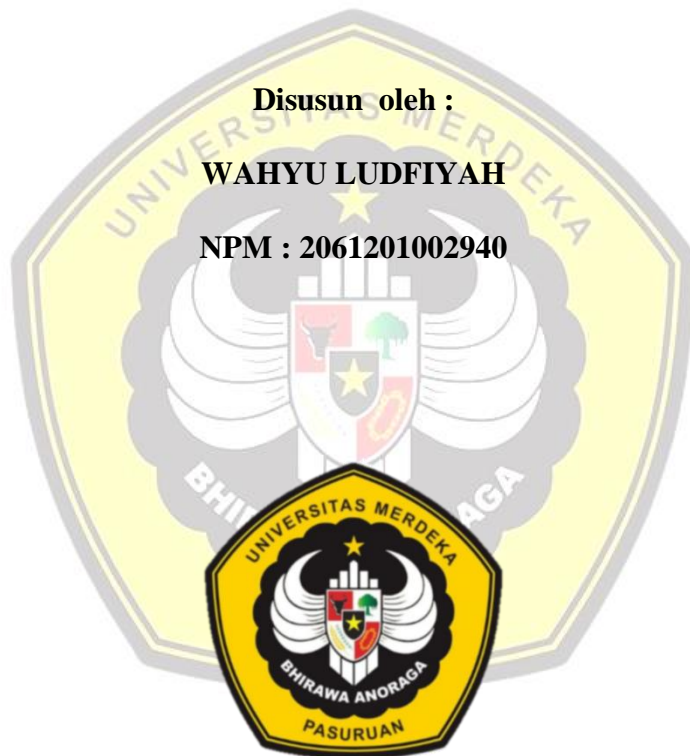 Disusun oleh :
WAHYU LUDFIYAH
NPM : 2061201002940
UNIVERSITAS MERDEKA
BHIRAWA ANORAGA
UNIVERSITAS MERDEKA
BHIRAWA ANORAGA
PASURUAN